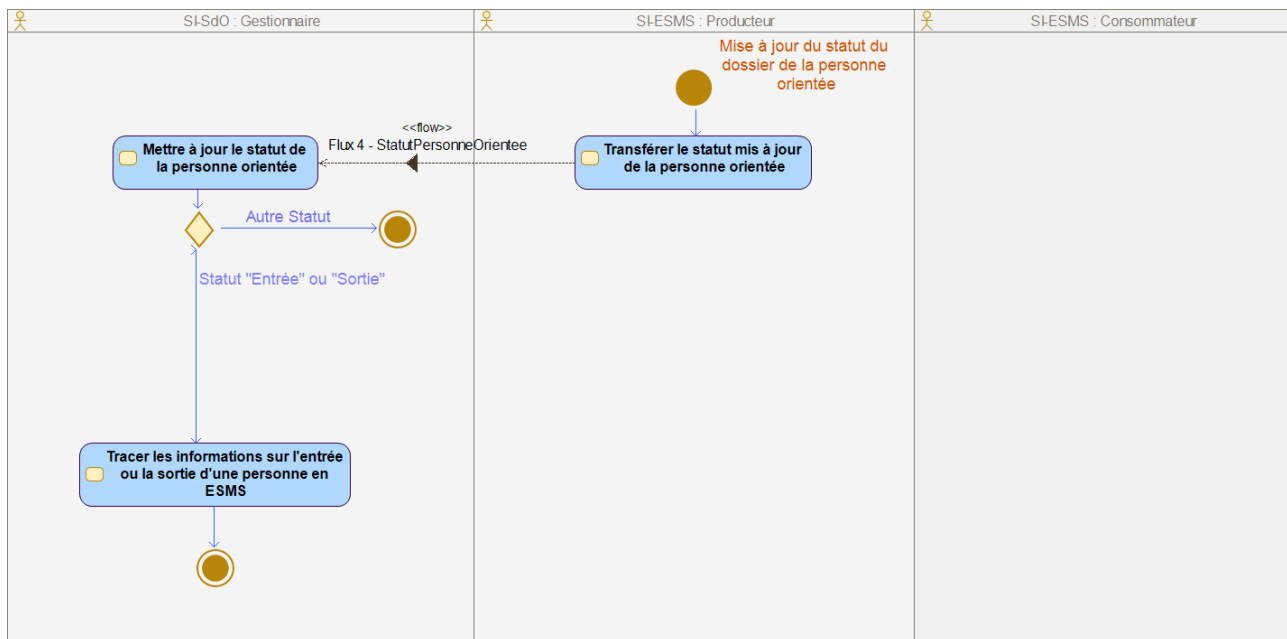 SI-SdO : Gestionnaire
SI-ESMS : Producteur
SI-ESMS : Consommateur
Mise à jour du statut du
dossier de la personne
orientée
<<flow>>
Flux 4 - StatutPersonneOrientee
Mettre à jour le statut de
la personne orientée
Transférer le statut mis à jour
de la personne orientée
Autre Statut
Statut "Entrée" ou "Sortie"
Tracer les informations sur l'entrée
ou la sortie d'une personne en
ESMS